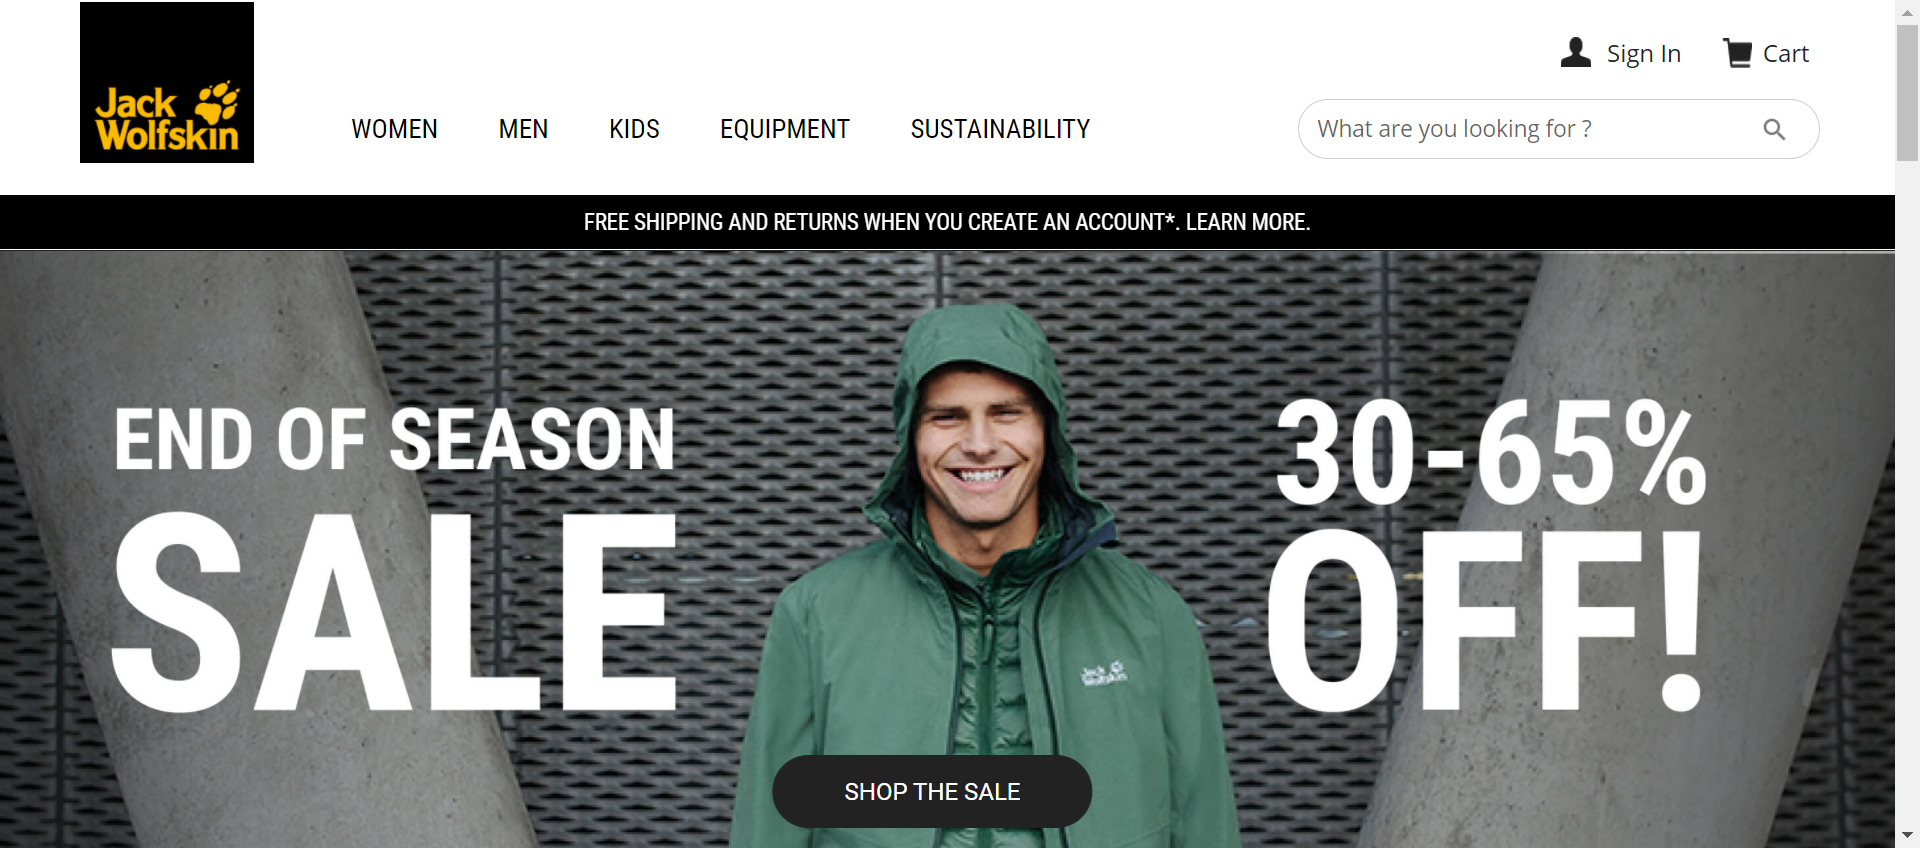 Jack
Wolfskin
Sign In
Cart
WOMEN
MEN
KIDS
EQUIPMENT
SUSTAINABILITY
What are you looking for ?
FREE SHIPPING AND RETURNS WHEN YOU CREATE AN ACCOUNT*. LEARN MORE.
END OF SEASON
SALE
30-65%
OFF!
Jack
Wolfskin
SHOP THE SALE